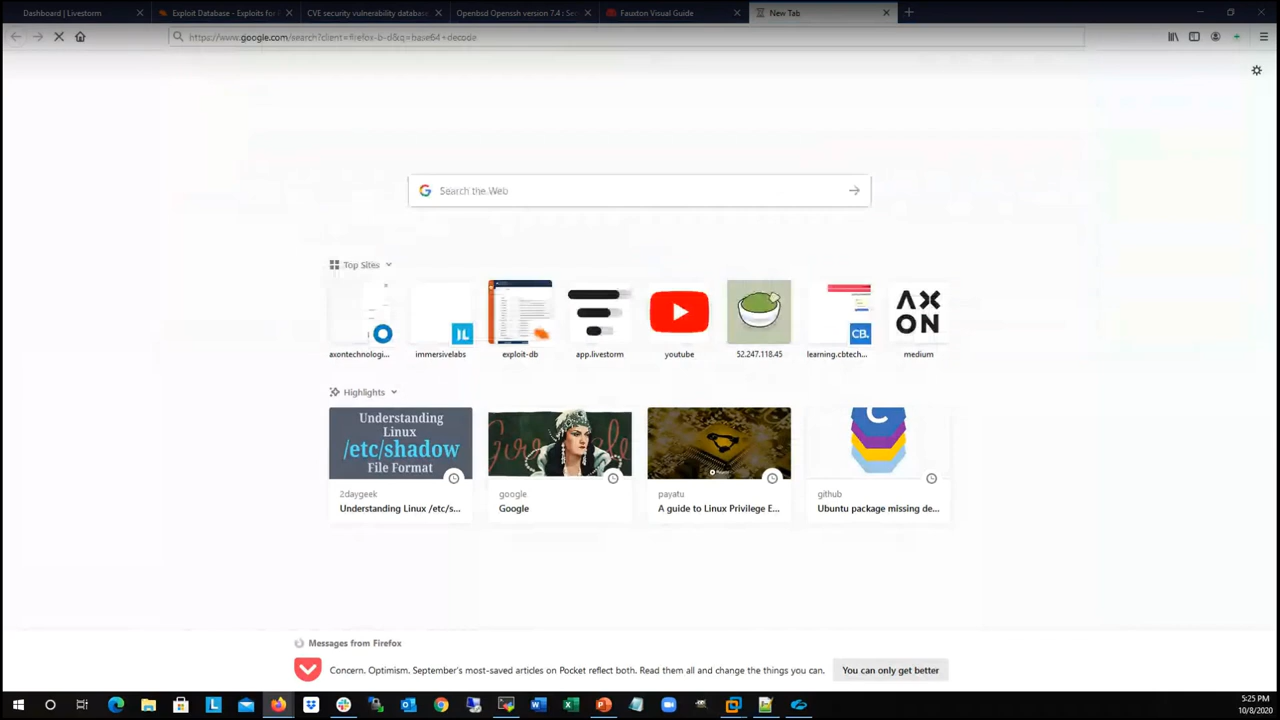 Dashboard | Livestorm
Exploit Database - Exploits for P
CVE security vulnerability database
Openbsd Openssh version 7.4 : Sec
Fauxton Visual Guide
New Tab
https://www.google.com/search?client=firefox-b-d&q=base64+decode
Search the Web
Top Sites
axontechnologi...
immersivelabs
exploit-db
app.livestorm
youtube
52.247.118.45
CB.
learning.cbtech...
AXON
medium
Highlights
Understanding
Linux
/etc/shadow
File Format
2daygeek
Understanding Linux /etc/s...
google
Google
payatu
A guide to Linux Privilege E...
github
Ubuntu package missing de...
Messages from Firefox
Concern. Optimism. September's most-saved articles on Pocket reflect both. Read them all and change the things you can.
You can only get better
5:25 PM
10/8/2020